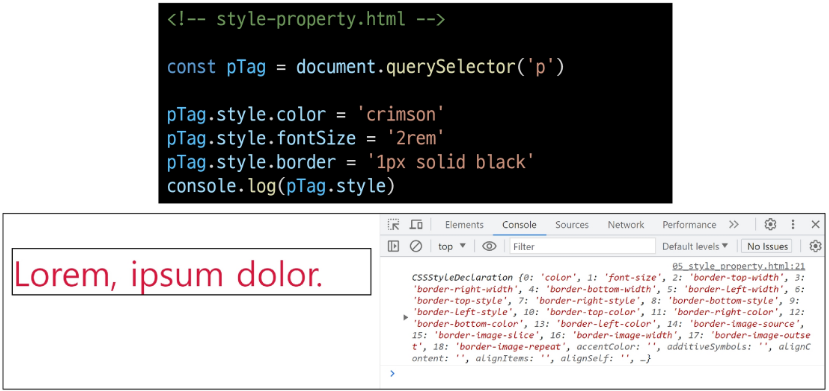 <!-- style-property.html -->
const pTag = document.querySelector('p')
pTag.style.color = 'crimson'
pTag.style.fontSize = '2rem'
pTag.style.border = '1px solid black'
console.log(pTag.style)
Lorem, ipsum dolor.
Elements Console Sources Network Performance
top Filter Default levels No Issues
05_style_property.html:21
CSSStyleDeclaration {0: 'color', 1: 'font-size', 2: 'border-top-width', 3:
'border-right-width', 4: 'border-bottom-width', 5: 'border-left-width', 6:
'border-top-style', 7: 'border-right-style', 8: 'border-bottom-style', 9:
'border-left-style', 10: 'border-top-color', 11: 'border-right-color', 12:
'border-bottom-color', 13: 'border-left-color', 14: 'border-image-source',
15: 'border-image-slice', 16: 'border-image-width', 17: 'border-image-outse
t', 18: 'border-image-repeat', accentColor: '', additiveSymbols: '', alignC
ontent: '', alignItems: '', alignSelf: '', …}